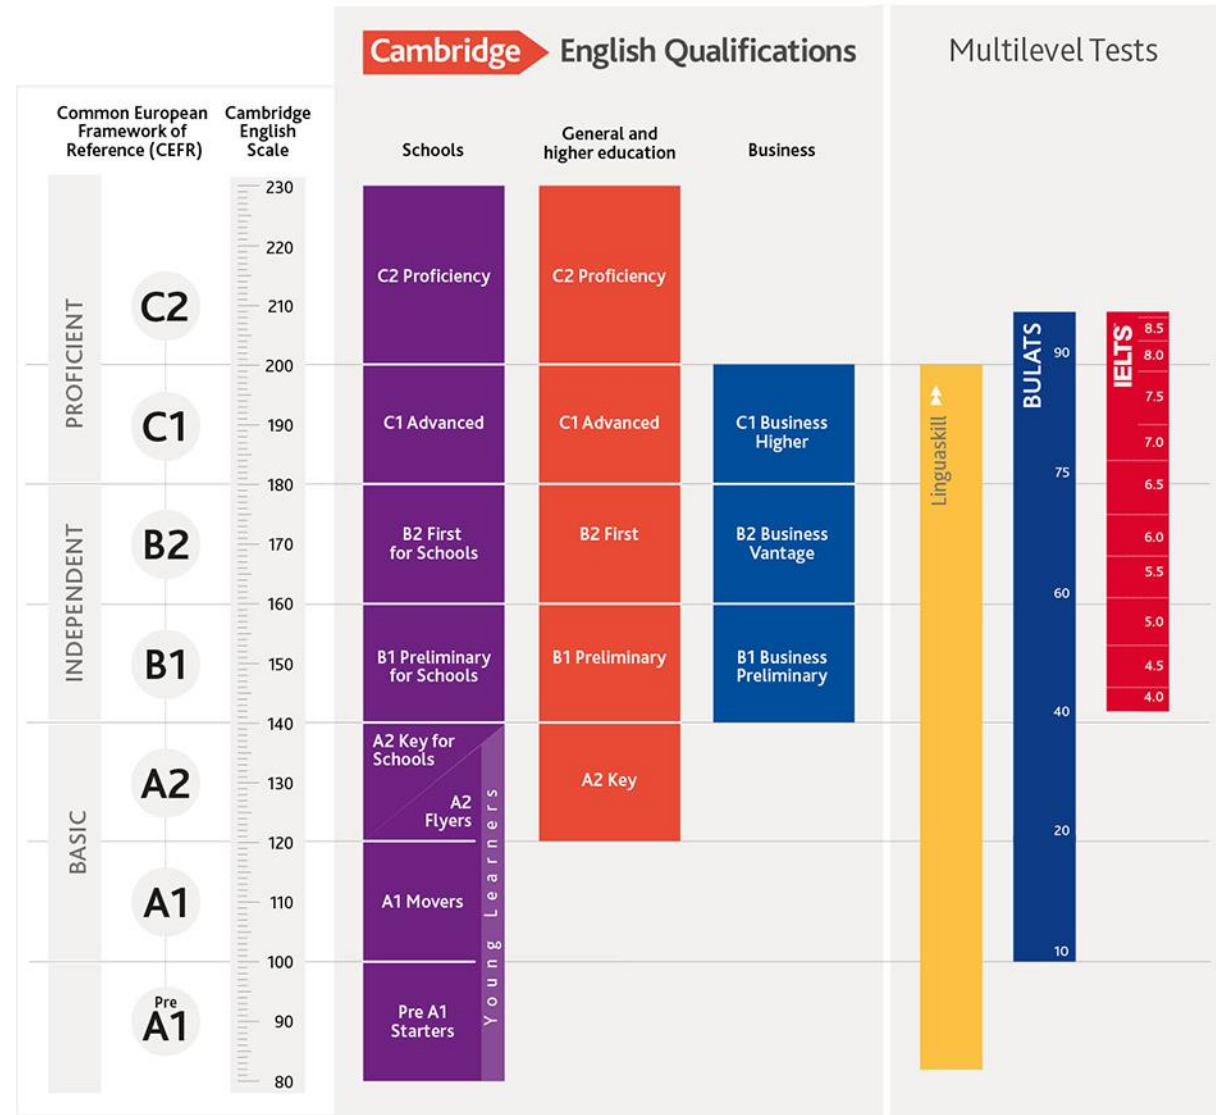 Cambridge English Qualifications
Multilevel Tests
Common European
Framework of
Reference (CEFR)
Cambridge
English
Scale
Schools
General and
higher education
Business
PROFICIENT
INDEPENDENT
BASIC
C2
C1
B2
B1
A2
A1
Pre
A1
230
220
210
200
190
180
170
160
150
140
130
120
110
100
90
80
C2 Proficiency
C1 Advanced
B2 First
for Schools
B1 Preliminary
for Schools
A2 Key for
Schools
A2
Flyers
A1 Movers
Pre A1
Starters
Young Learners
C2 Proficiency
C1 Advanced
B2 First
B1 Preliminary
A2 Key
C1 Business
Higher
B2 Business
Vantage
B1 Business
Preliminary
Linguaskill
BULATS
90
75
60
40
20
10
IELTS™
8.5
8.0
7.5
7.0
6.5
6.0
5.5
5.0
4.5
4.0